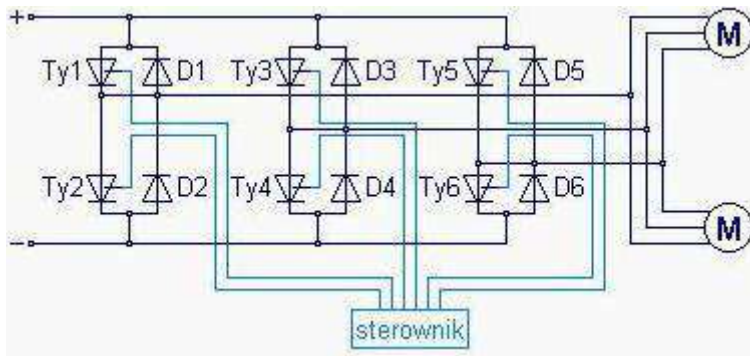 +
M
Ty1 D1 Ty3 D3 Ty5 D5
Ty2 D2 Ty4 D4 Ty6 D6
M
-
sterownik